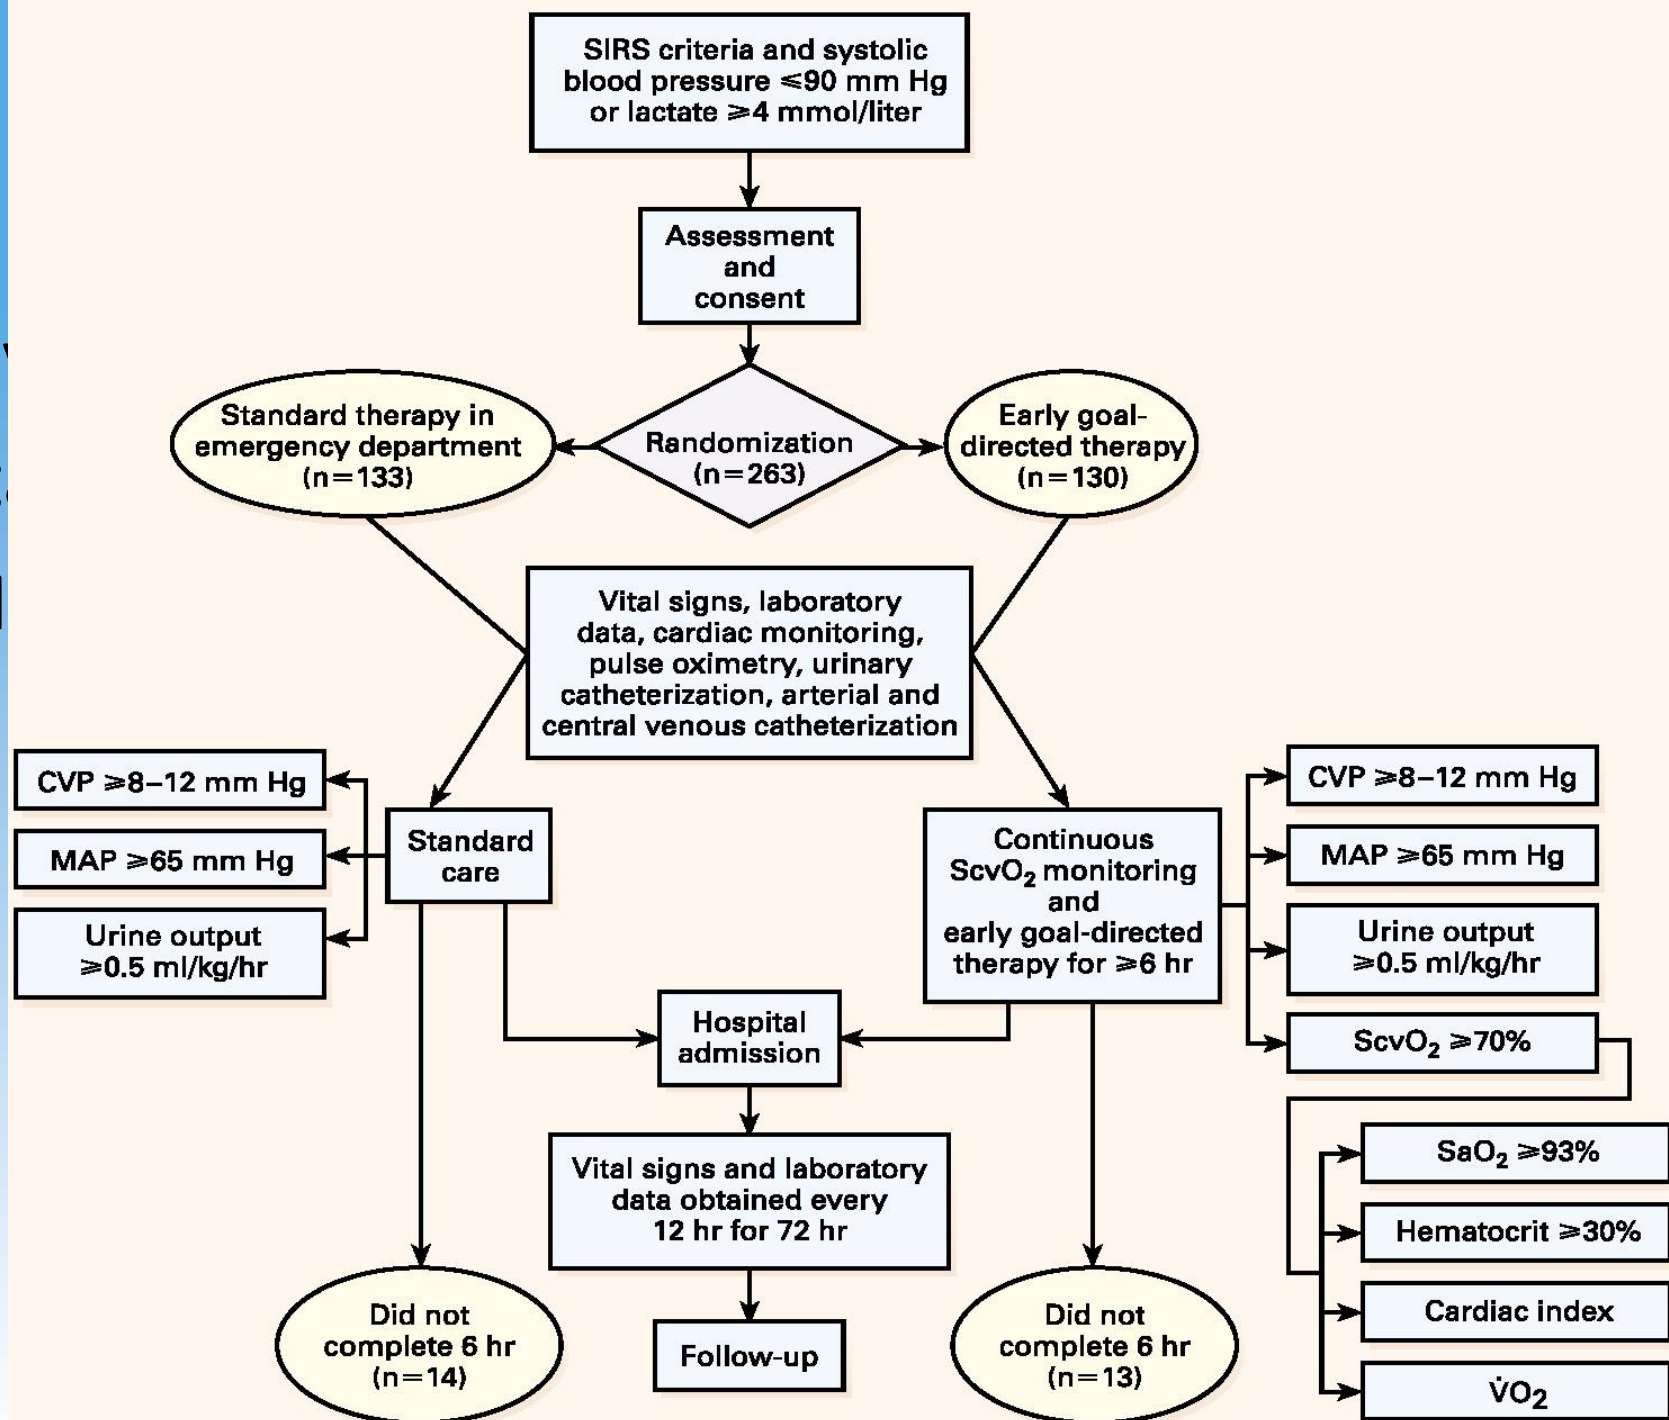 SIRS criteria and systolic
blood pressure ≤90 mm Hg
or lactate ≥4 mmol/liter
Assessment
and
consent
Standard therapy in
emergency department
(n=133)
Randomization
(n=263)
Early goal-
directed therapy
(n=130)
Vital signs, laboratory
data, cardiac monitoring,
pulse oximetry, urinary
catheterization, arterial and
central venous catheterization
CVP ≥8–12 mm Hg
MAP ≥65 mm Hg
Urine output
≥0.5 ml/kg/hr
Standard
care
Continuous
ScvO₂ monitoring
and
early goal-directed
therapy for ≥6 hr
CVP ≥8–12 mm Hg
MAP ≥65 mm Hg
Urine output
≥0.5 ml/kg/hr
ScvO₂ ≥70%
Hospital
admission
Vital signs and laboratory
data obtained every
12 hr for 72 hr
SaO₂ ≥93%
Hematocrit ≥30%
Cardiac index
V̇O₂
Did not
complete 6 hr
(n=14)
Follow-up
Did not
complete 6 hr
(n=13)